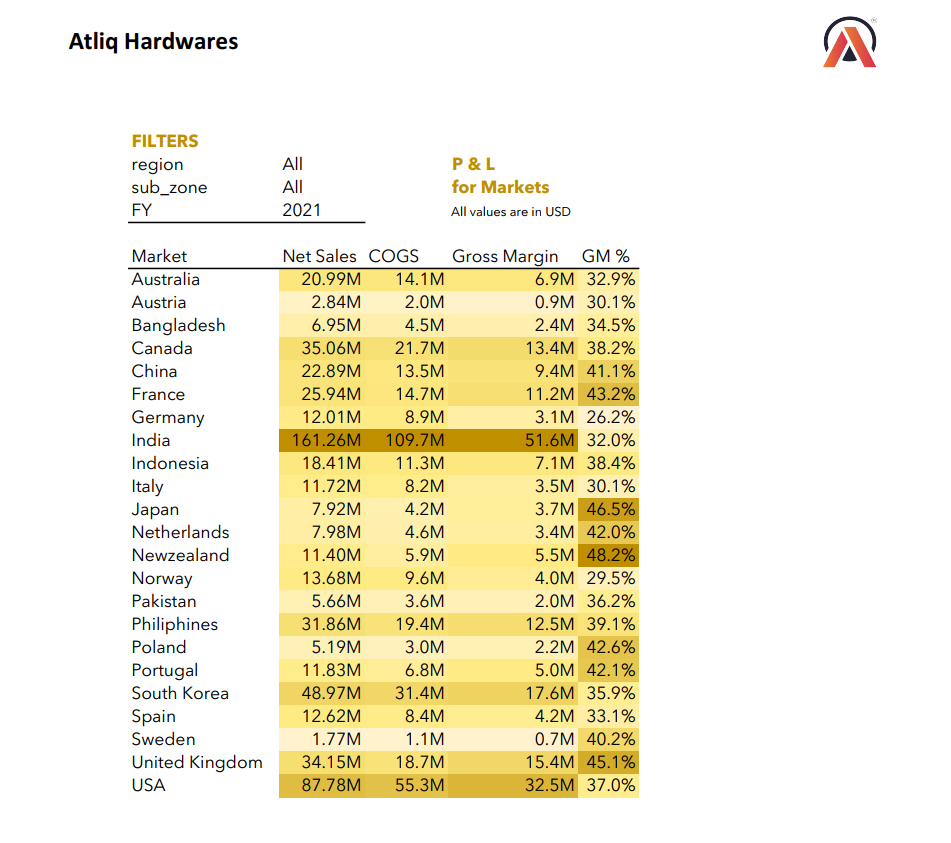 Atliq Hardwares
FILTERS
region All P & L
sub_zone All for Markets
FY 2021 All values are in USD
Market Net Sales COGS Gross Margin GM %
Australia 20.99M 14.1M 6.9M 32.9%
Austria 2.84M 2.0M 0.9M 30.1%
Bangladesh 6.95M 4.5M 2.4M 34.5%
Canada 35.06M 21.7M 13.4M 38.2%
China 22.89M 13.5M 9.4M 41.1%
France 25.94M 14.7M 11.2M 43.2%
Germany 12.01M 8.9M 3.1M 26.2%
India 161.26M 109.7M 51.6M 32.0%
Indonesia 18.41M 11.3M 7.1M 38.4%
Italy 11.72M 8.2M 3.5M 30.1%
Japan 7.92M 4.2M 3.7M 46.5%
Netherlands 7.98M 4.6M 3.4M 42.0%
Newzealand 11.40M 5.9M 5.5M 48.2%
Norway 13.68M 9.6M 4.0M 29.5%
Pakistan 5.66M 3.6M 2.0M 36.2%
Philiphines 31.86M 19.4M 12.5M 39.1%
Poland 5.19M 3.0M 2.2M 42.6%
Portugal 11.83M 6.8M 5.0M 42.1%
South Korea 48.97M 31.4M 17.6M 35.9%
Spain 12.62M 8.4M 4.2M 33.1%
Sweden 1.77M 1.1M 0.7M 40.2%
United Kingdom 34.15M 18.7M 15.4M 45.1%
USA 87.78M 55.3M 32.5M 37.0%